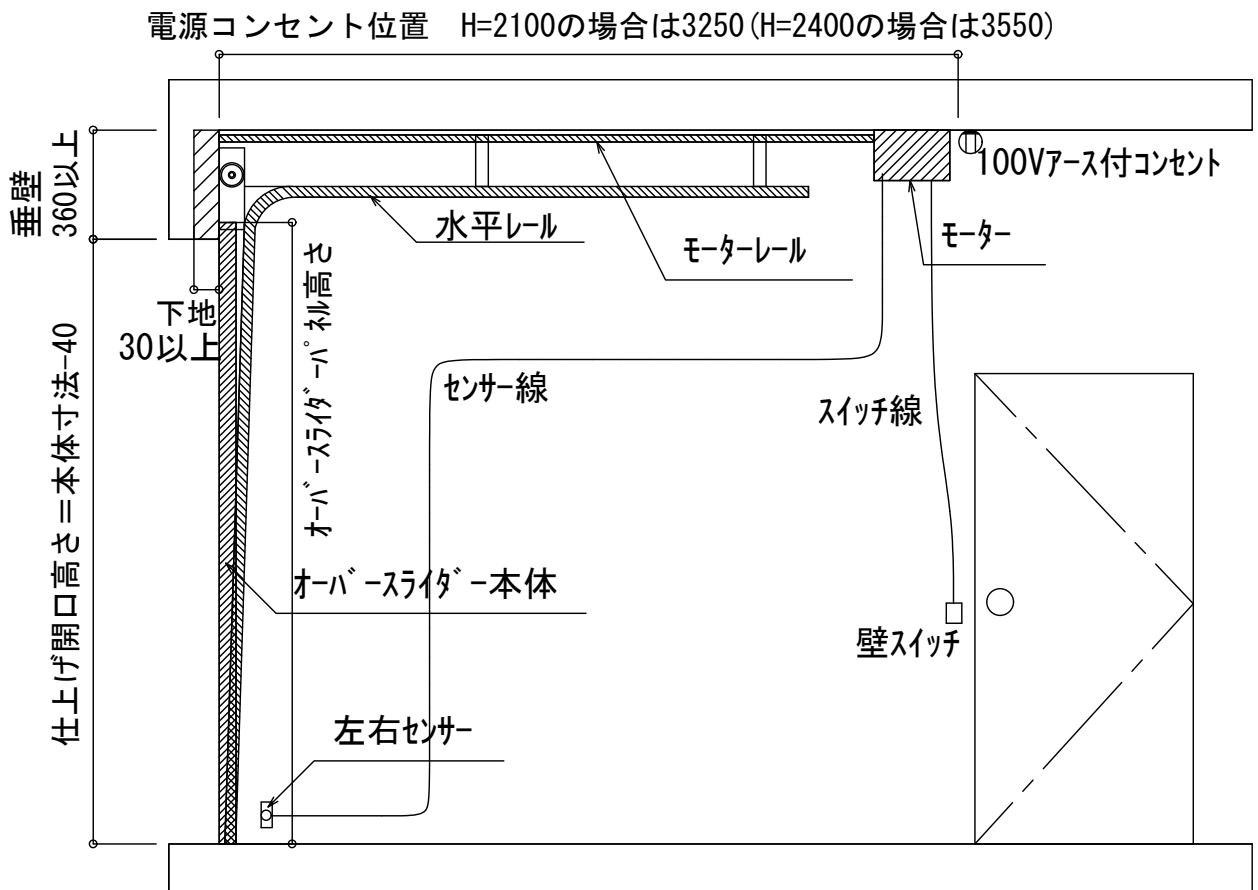 電源コンセント位置　H=2100の場合は3250(H=2400の場合は3550)
垂壁
360以上
100Vアース付コンセント
水平レール
モーターレール
モーター
下地
30以上
オーバースライダーパネル高さ
仕上げ開口高さ＝本体寸法-40
センサー線
スイッチ線
オーバースライダー本体
壁スイッチ
左右センサー